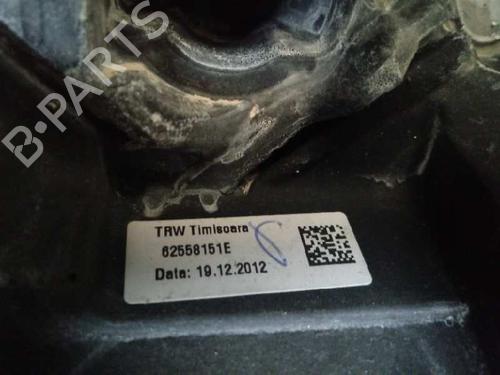 B-PARTS
TRW Timisoara
62558151E
Data: 19.12.2012